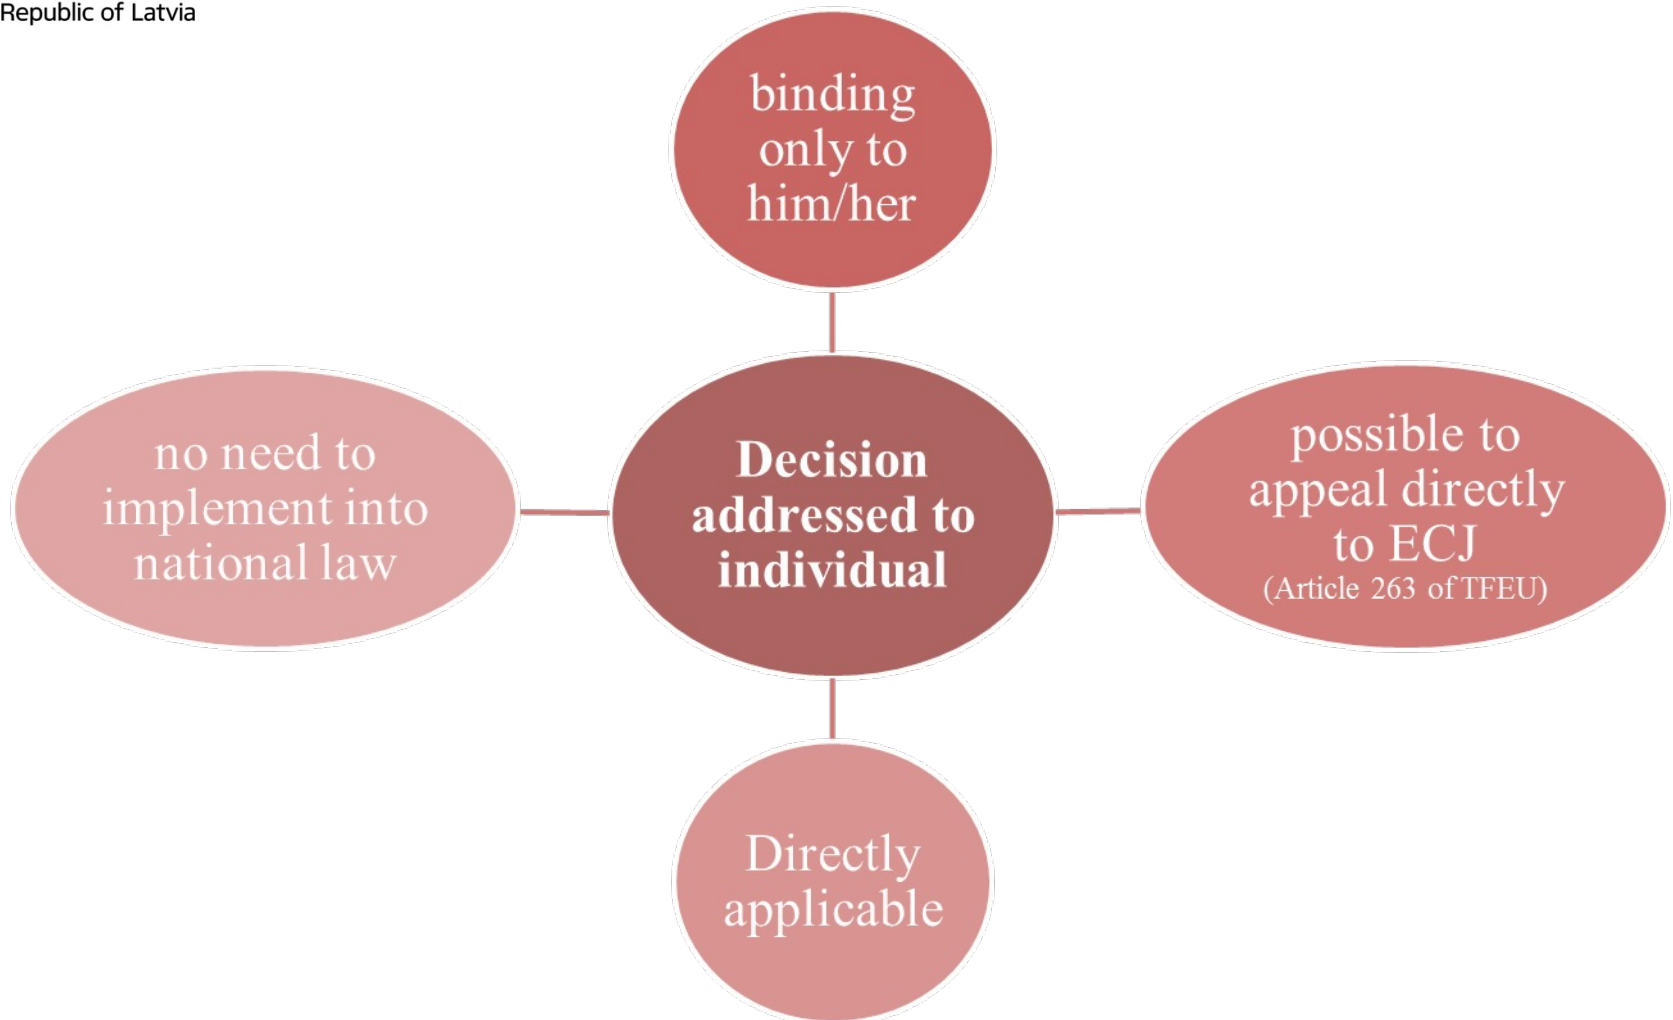 Republic of Latvia
binding
only to
him/her
no need to
implement into
national law
Decision
addressed to
individual
possible to
appeal directly
to ECJ
(Article 263 of TFEU)
Directly
applicable